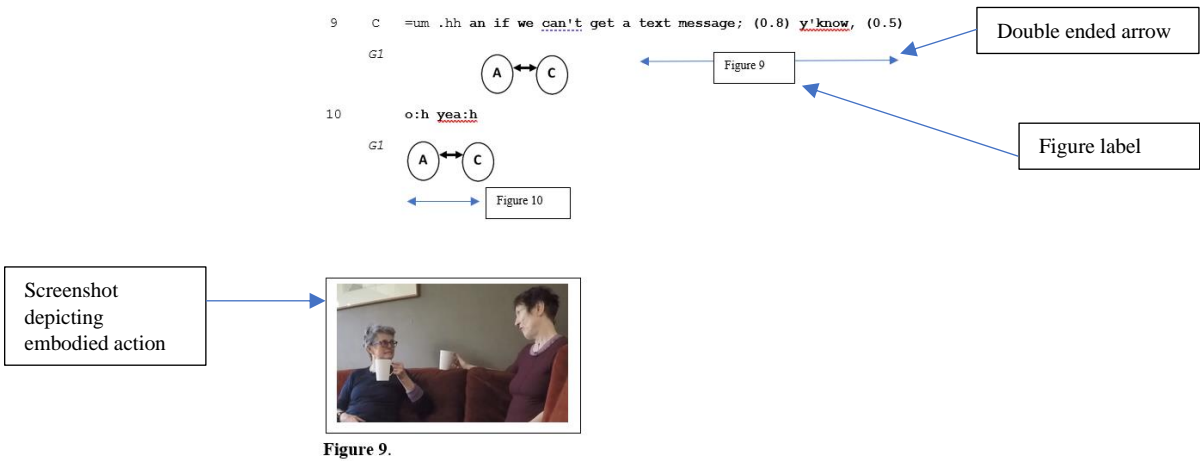 9 C =um .hh an if we can't get a text message; (0.8) y'know, (0.5)
Double ended arrow
G1
A C
Figure 9
10 o:h yea:h
Figure label
G1
A C
Figure 10
Screenshot
depicting
embodied action
Figure 9.